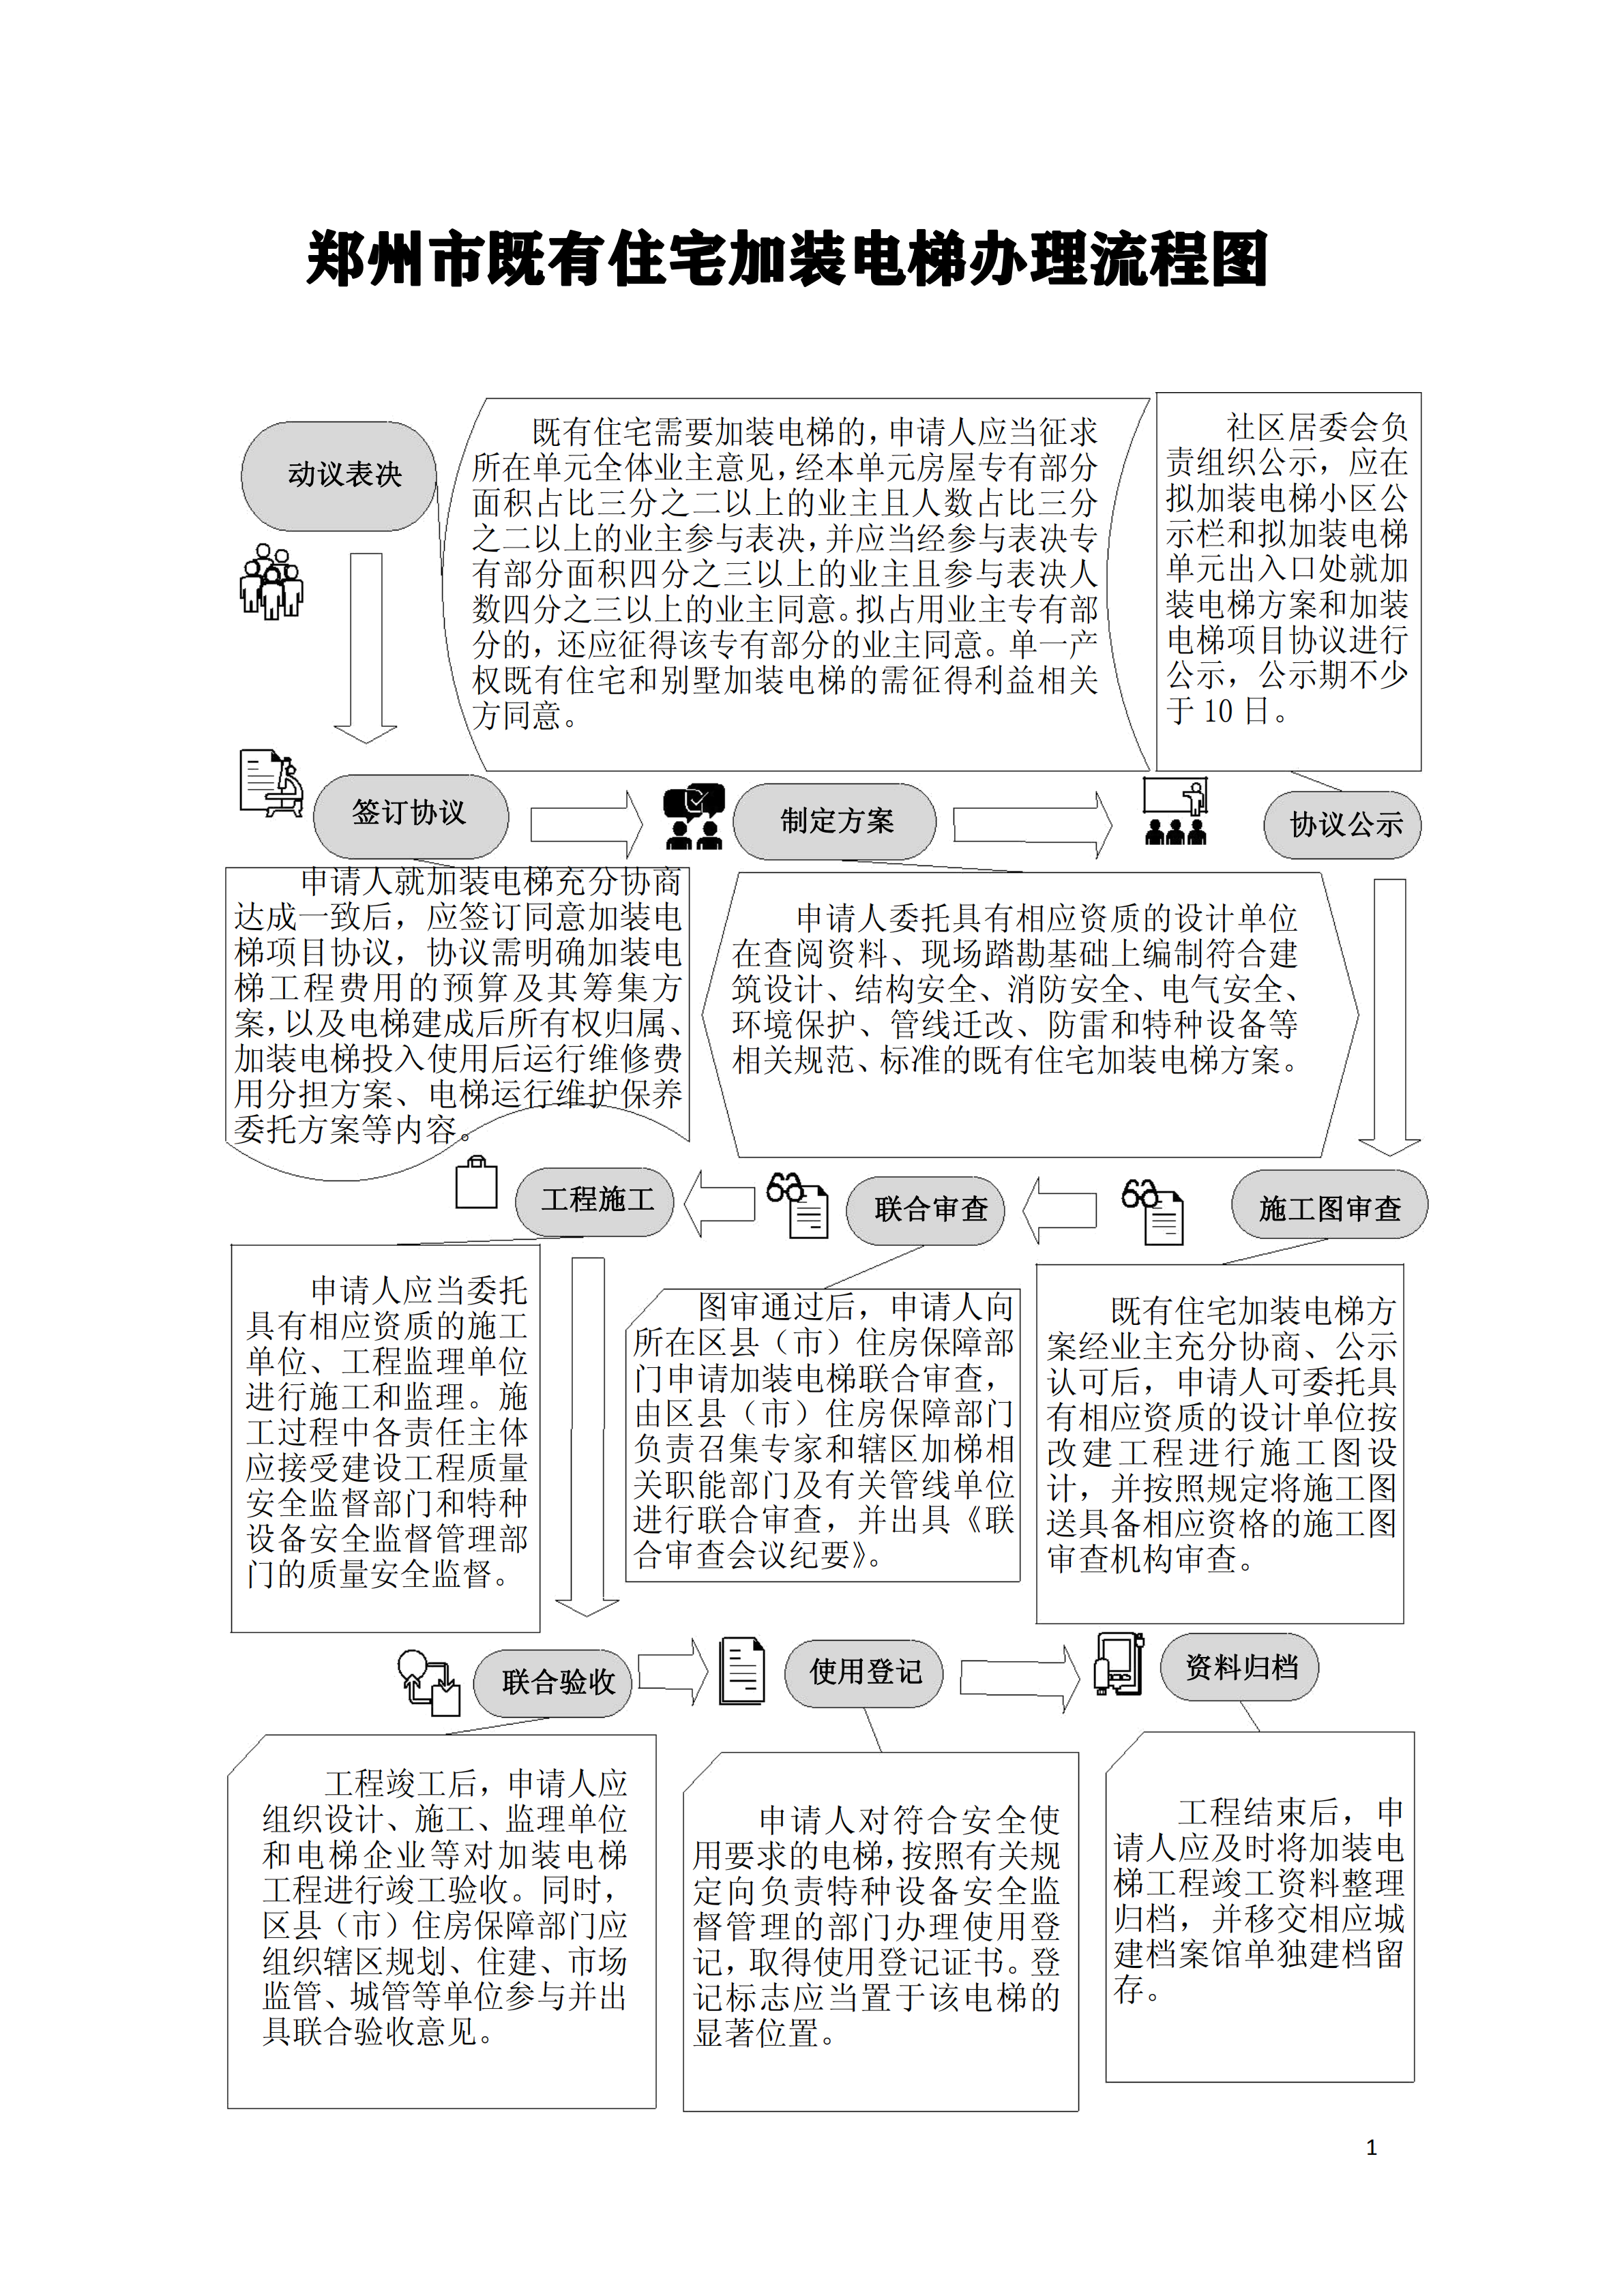 郑州市既有住宅加装电梯办理流程图
动议表决
既有住宅需要加装电梯的，申请人应当征求
所在单元全体业主意见，经本单元房屋专有部分
面积占比三分之二以上的业主且人数占比三分
之二以上的业主参与表决，并应当经参与表决专
有部分面积四分之三以上的业主且参与表决人
数四分之三以上的业主同意。拟占用业主专有部
分的，还应征得该专有部分的业主同意。单一产
权既有住宅和别墅加装电梯的需征得利益相关
方同意。
社区居委会负
责组织公示，应在
拟加装电梯小区公
示栏和拟加装电梯
单元出入口处就加
装电梯方案和加装
电梯项目协议进行
公示，公示期不少
于 10 日。
签订协议
制定方案
协议公示
申请人就加装电梯充分协商
达成一致后，应签订同意加装电
梯项目协议，协议需明确加装电
梯工程费用的预算及其筹集方
案，以及电梯建成后所有权归属、
加装电梯投入使用后运行维修费
用分担方案、电梯运行维护保养
委托方案等内容。
申请人委托具有相应资质的设计单位
在查阅资料、现场踏勘基础上编制符合建
筑设计、结构安全、消防安全、电气安全、
环境保护、管线迁改、防雷和特种设备等
相关规范、标准的既有住宅加装电梯方案。
工程施工
联合审查
施工图审查
申请人应当委托
具有相应资质的施工
单位、工程监理单位
进行施工和监理。施
工过程中各责任主体
应接受建设工程质量
安全监督部门和特种
设备安全监督管理部
门的质量安全监督。
图审通过后，申请人向
所在区县（市）住房保障部
门申请加装电梯联合审查，
由区县（市）住房保障部门
负责召集专家和辖区加梯相
关职能部门及有关管线单位
进行联合审查，并出具《联
合审查会议纪要》。
既有住宅加装电梯方
案经业主充分协商、公示
认可后，申请人可委托具
有相应资质的设计单位按
改建工程进行施工图设
计，并按照规定将施工图
送具备相应资格的施工图
审查机构审查。
联合验收
使用登记
资料归档
工程竣工后，申请人应
组织设计、施工、监理单位
和电梯企业等对加装电梯
工程进行竣工验收。同时，
区县（市）住房保障部门应
组织辖区规划、住建、市场
监管、城管等单位参与并出
具联合验收意见。
申请人对符合安全使
用要求的电梯，按照有关规
定向负责特种设备安全监
督管理的部门办理使用登
记，取得使用登记证书。登
记标志应当置于该电梯的
显著位置。
工程结束后，申
请人应及时将加装电
梯工程竣工资料整理
归档，并移交相应城
建档案馆单独建档留
存。
1